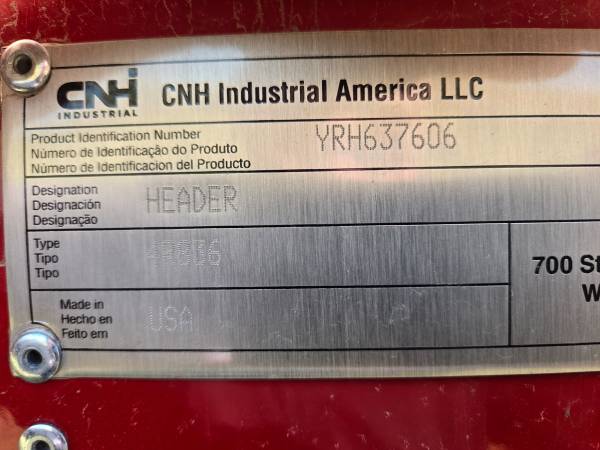 CNH
INDUSTRIAL
CNH Industrial America LLC
Product Identification Number
Número de Identificação do Produto
Número de Identificacion del Producto
YRH637606
Designation
Designación
Designação
HEADER
Type
Tipo
Tipo
700 St
W
Made in
Hecho en
Feito em
USA